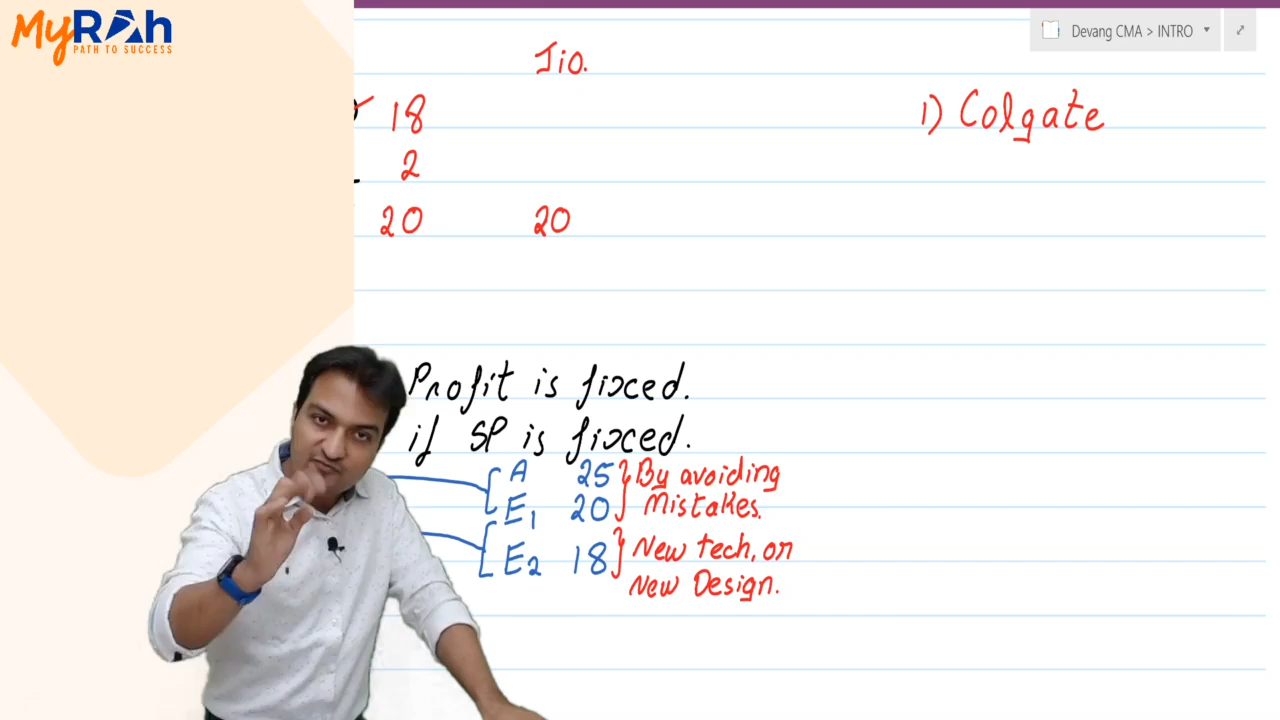 MyRAh
PATH TO SUCCESS
Devang CMA > INTRO
Jio.
18
1) Colgate
2
20 20
Profit is fixed.
if SP is fixed.
A 25 By avoiding
E1 20 Mistakes.
E2 18 New tech, or
New Design.